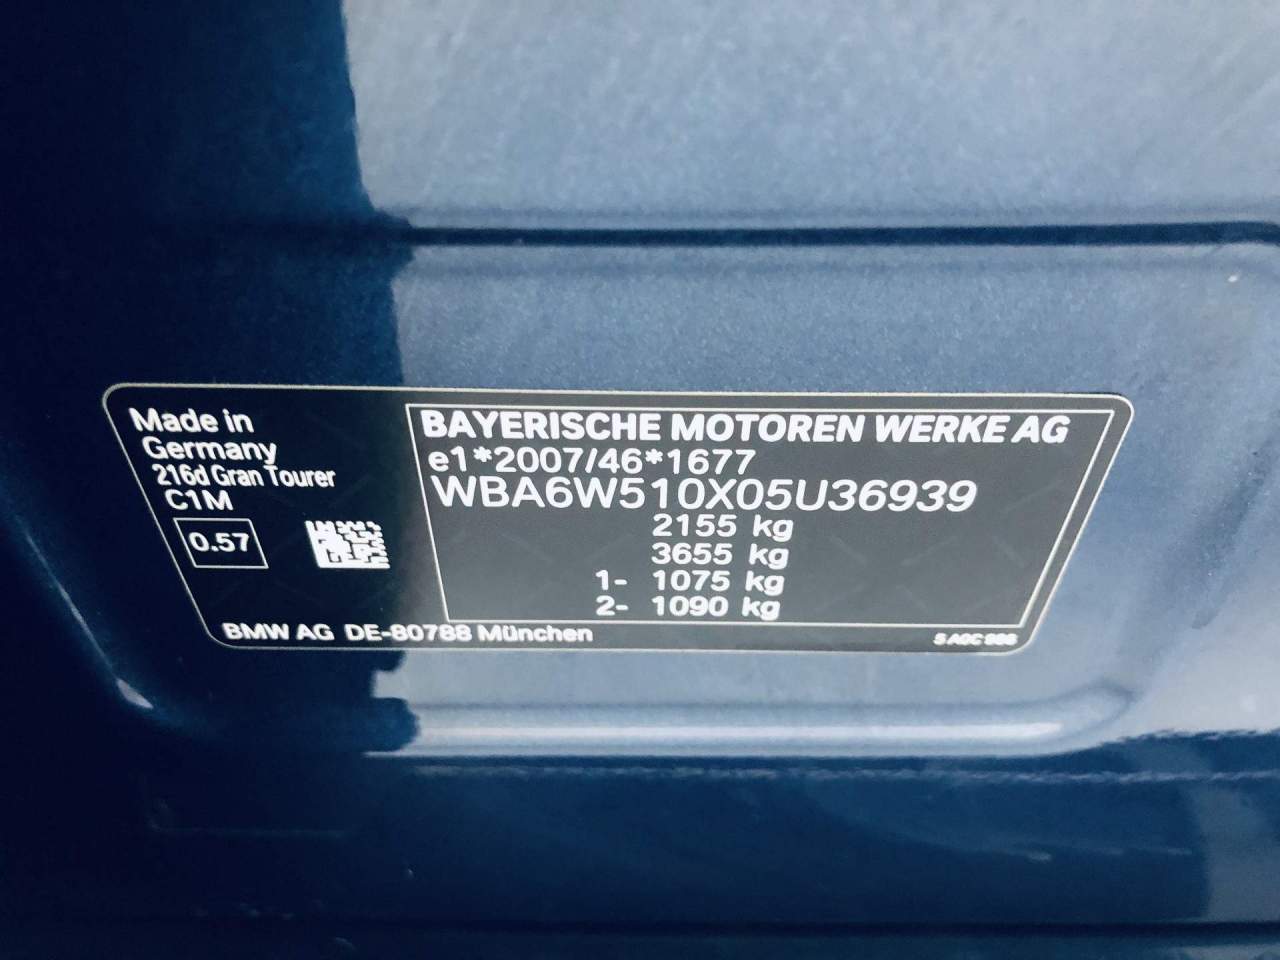 Made in
Germany
216d Gran Tourer
C1M
0.57
BAYERISCHE MOTOREN WERKE AG
e1*2007/46*1677
WBA6W510X05U36939
2155 kg
3655 kg
1- 1075 kg
2- 1090 kg
BMW AG DE-80788 München